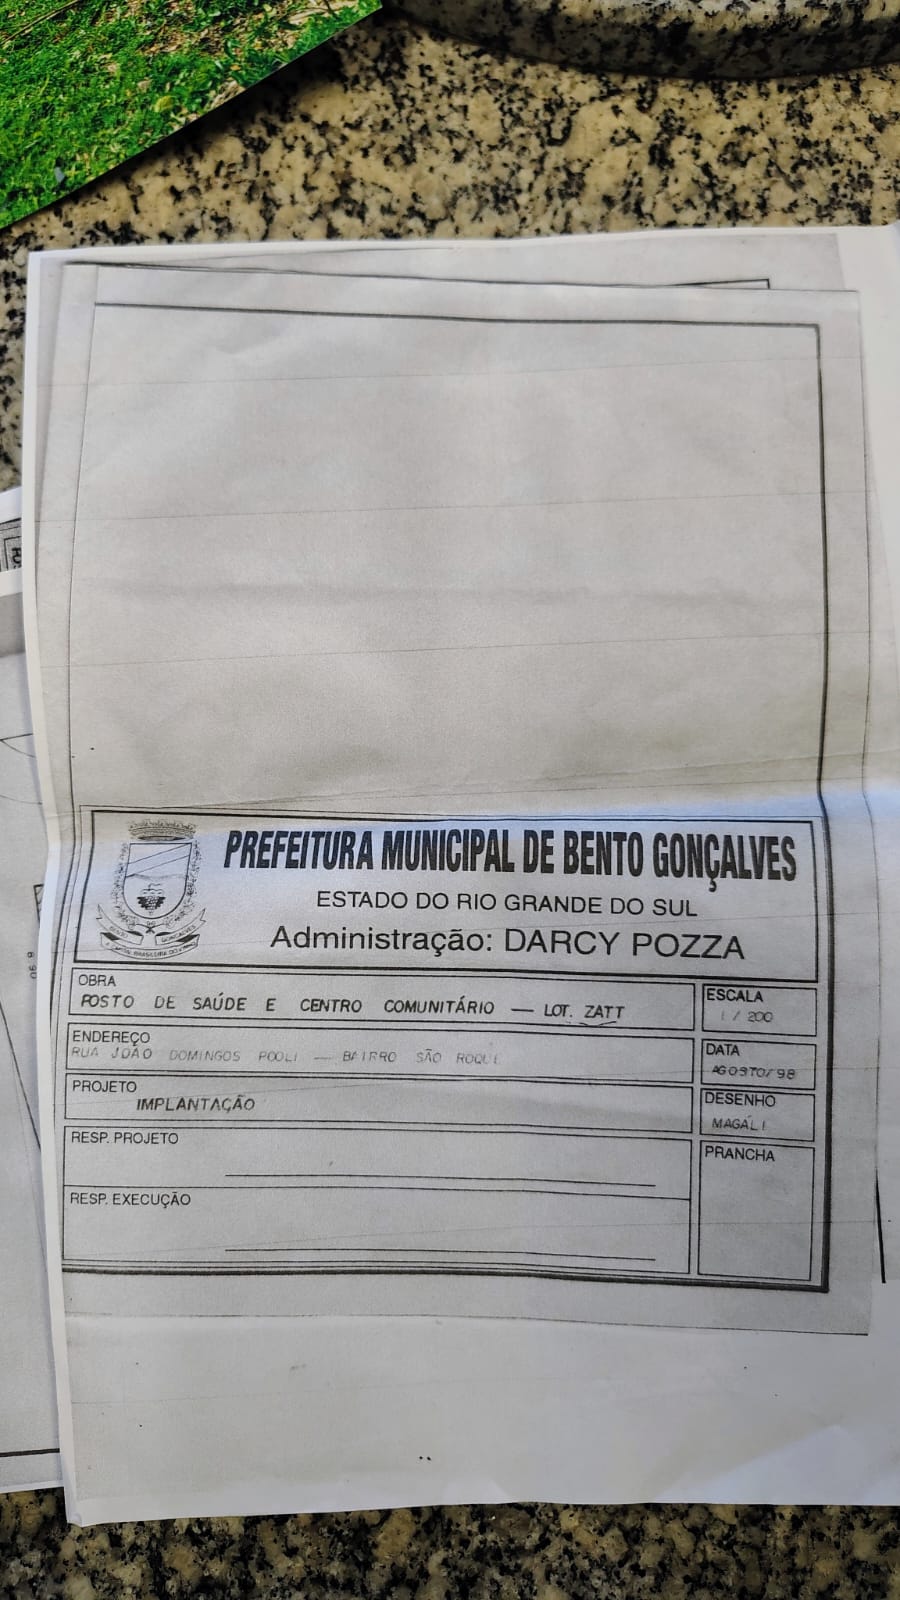 PREFEITURA MUNICIPAL DE BENTO GONÇALVES
ESTADO DO RIO GRANDE DO SUL
Administração: DARCY POZZA
BENTO GONÇALVES
OBRA
POSTO DE SAÚDE E CENTRO COMUNITÁRIO — LOT. ZATT
ESCALA
1 / 200
ENDEREÇO
RUA JOÃO DOMINGOS POOLI — BAIRRO SÃO ROQUE
DATA
AGOSTO/98
PROJETO
IMPLANTAÇÃO
DESENHO
MAGALI
RESP. PROJETO
PRANCHA
RESP. EXECUÇÃO